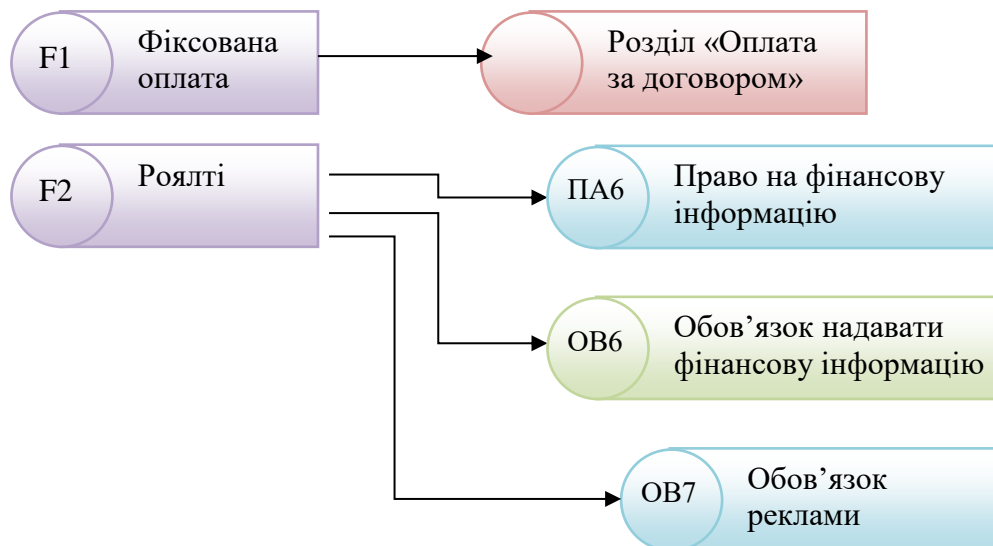 F1
Фіксована
оплата
Розділ «Оплата
за договором»
F2
Роялті
ПА6
Право на фінансову
інформацію
ОВ6
Обов’язок надавати
фінансову інформацію
ОВ7
Обов’язок
реклами